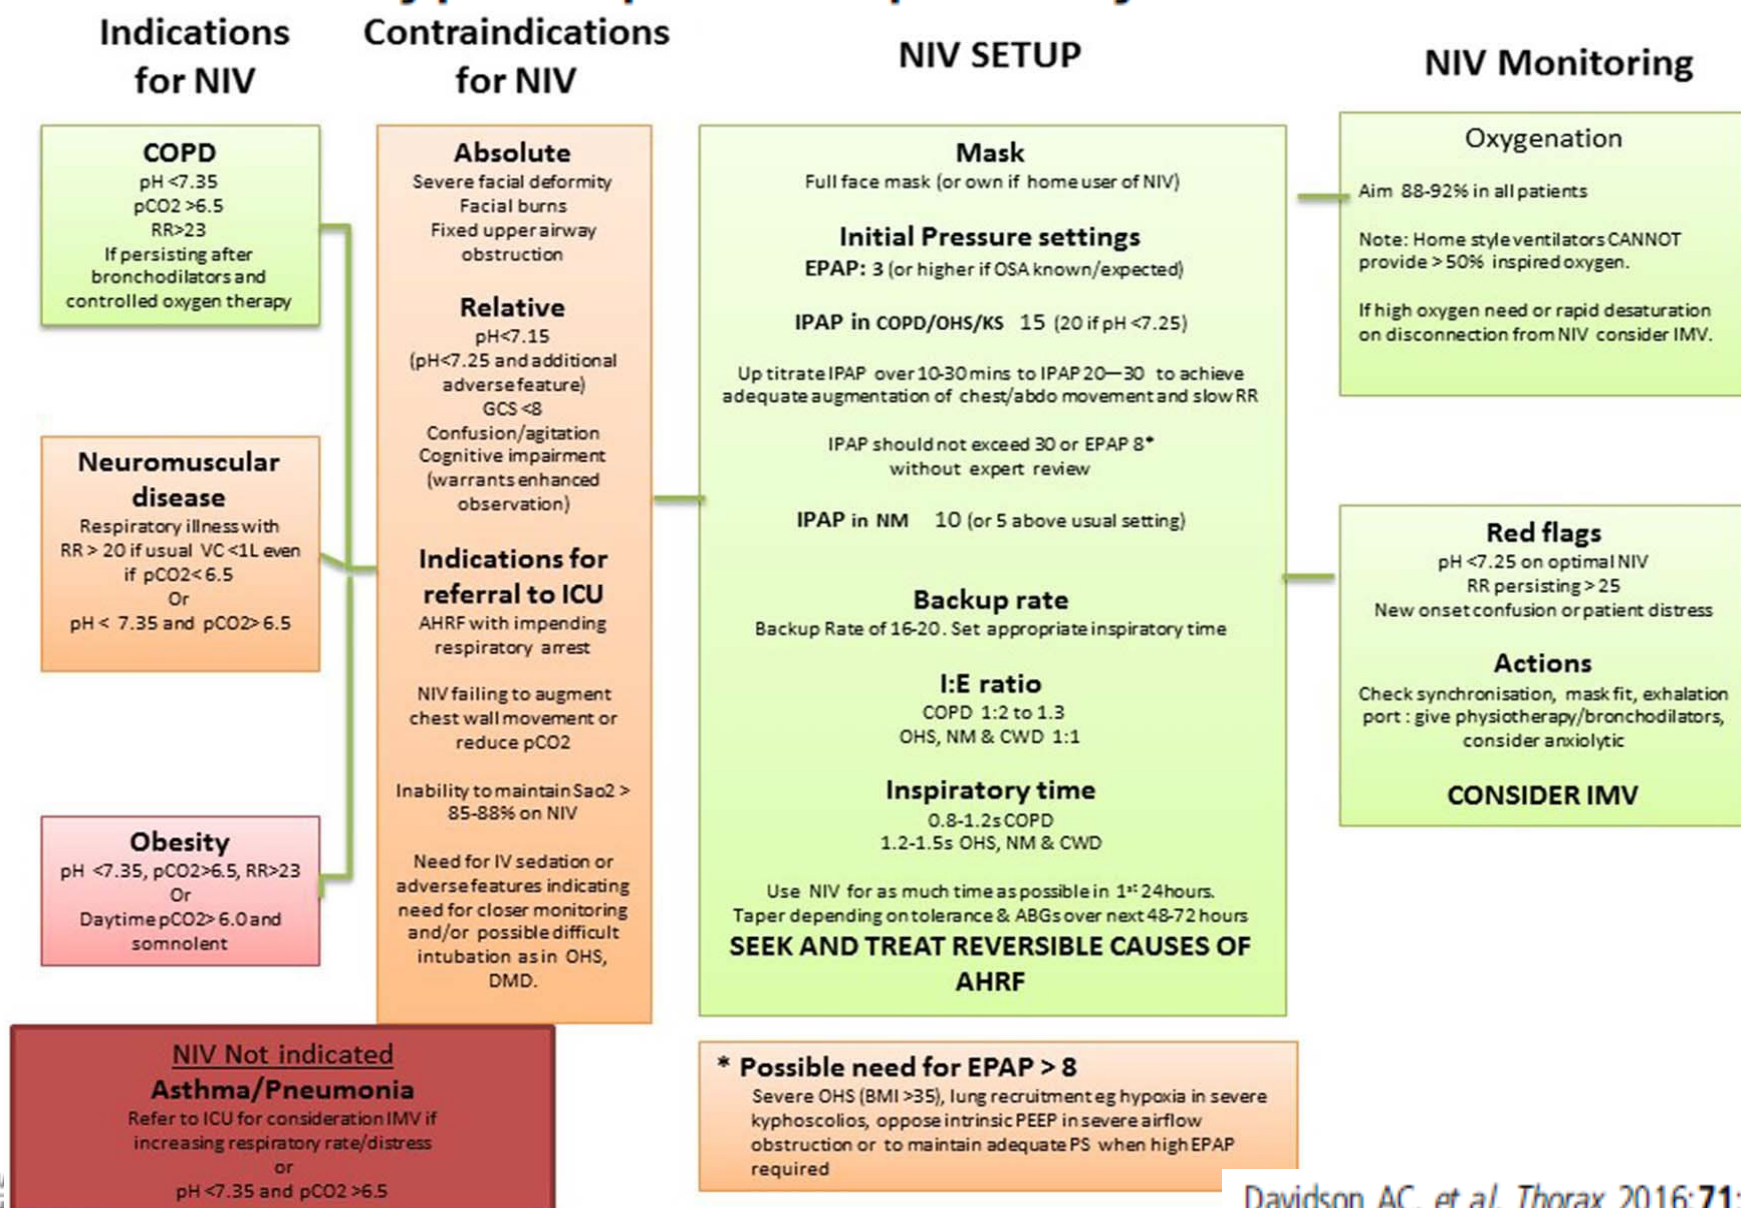 Indications
for NIV
COPD
pH <7.35
pCO2 >6.5
RR>23
If persisting after
bronchodilators and
controlled oxygen therapy
Neuromuscular
disease
Respiratory illness with
RR > 20 if usual VC <1L even
if pCO2< 6.5
Or
pH < 7.35 and pCO2> 6.5
Obesity
pH <7.35, pCO2>6.5, RR>23
Or
Daytime pCO2> 6.0 and
somnolent
NIV Not indicated
Asthma/Pneumonia
Refer to ICU for consideration IMV if
increasing respiratory rate/distress
or
pH <7.35 and pCO2 >6.5
Contraindications
for NIV
Absolute
Severe facial deformity
Facial burns
Fixed upper airway
obstruction
Relative
pH<7.15
(pH<7.25 and additional
adverse feature)
GCS <8
Confusion/agitation
Cognitive impairment
(warrants enhanced
observation)
Indications for
referral to ICU
AHRF with impending
respiratory arrest
NIV failing to augment
chest wall movement or
reduce pCO2
Inability to maintain Sao2 >
85-88% on NIV
Need for IV sedation or
adverse features indicating
need for closer monitoring
and/or possible difficult
intubation as in OHS,
DMD.
NIV SETUP
Mask
Full face mask (or own if home user of NIV)
Initial Pressure settings
EPAP: 3 (or higher if OSA known/expected)
IPAP in COPD/OHS/KS 15 (20 if pH <7.25)
Up titrate IPAP over 10-30 mins to IPAP 20—30 to achieve
adequate augmentation of chest/abdo movement and slow RR
IPAP should not exceed 30 or EPAP 8*
without expert review
IPAP in NM 10 (or 5 above usual setting)
Backup rate
Backup Rate of 16-20. Set appropriate inspiratory time
I:E ratio
COPD 1:2 to 1.3
OHS, NM & CWD 1:1
Inspiratory time
0.8-1.2s COPD
1.2-1.5s OHS, NM & CWD
Use NIV for as much time as possible in 1st 24hours.
Taper depending on tolerance & ABGs over next 48-72 hours
SEEK AND TREAT REVERSIBLE CAUSES OF
AHRF
* Possible need for EPAP > 8
Severe OHS (BMI >35), lung recruitment eg hypoxia in severe
kyphoscolios, oppose intrinsic PEEP in severe airflow
obstruction or to maintain adequate PS when high EPAP
required
NIV Monitoring
Oxygenation
Aim 88-92% in all patients
Note: Home style ventilators CANNOT
provide > 50% inspired oxygen.
If high oxygen need or rapid desaturation
on disconnection from NIV consider IMV.
Red flags
pH <7.25 on optimal NIV
RR persisting > 25
New onset confusion or patient distress
Actions
Check synchronisation, mask fit, exhalation
port : give physiotherapy/bronchodilators,
consider anxiolytic
CONSIDER IMV
Davidson AC, et al. Thorax 2016;71: